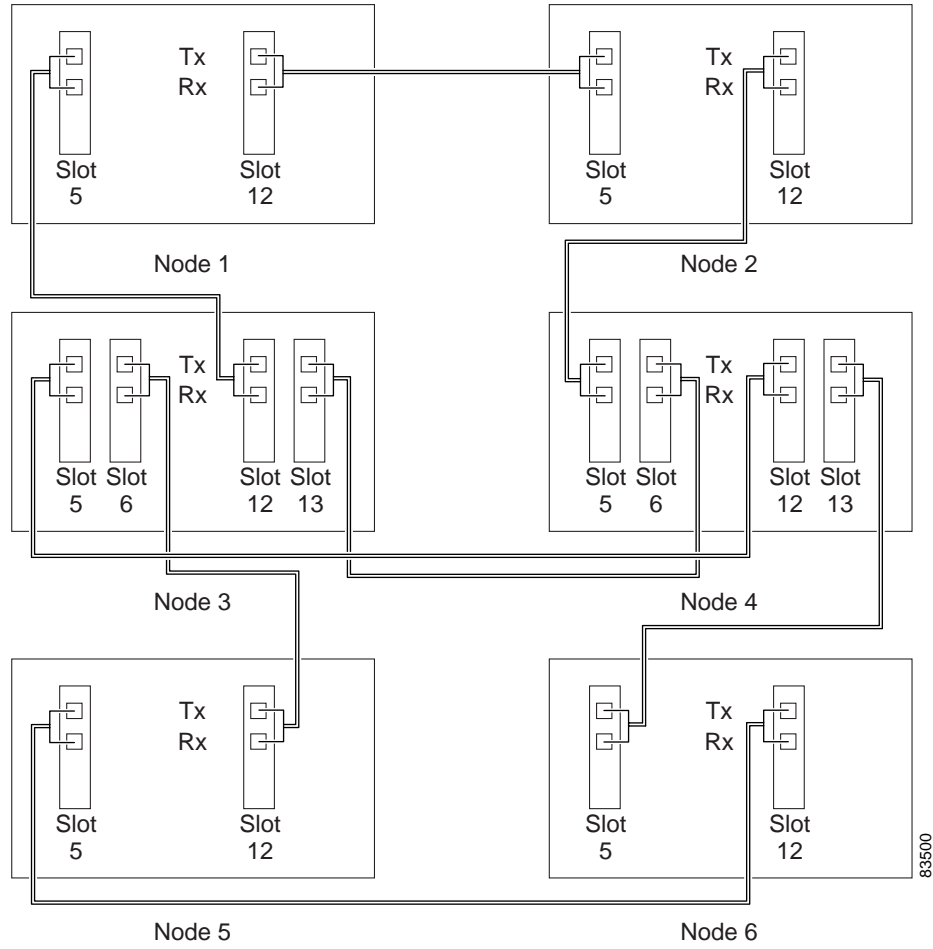 Tx Tx
Rx Rx
Slot Slot Slot Slot
5 12 5 12
Node 1 Node 2
Tx Tx
Rx Rx
Slot Slot Slot Slot Slot Slot Slot Slot
5 6 12 13 5 6 12 13
Node 3 Node 4
Tx Tx
Rx Rx
Slot Slot Slot Slot
5 12 5 12
83500
Node 5 Node 6